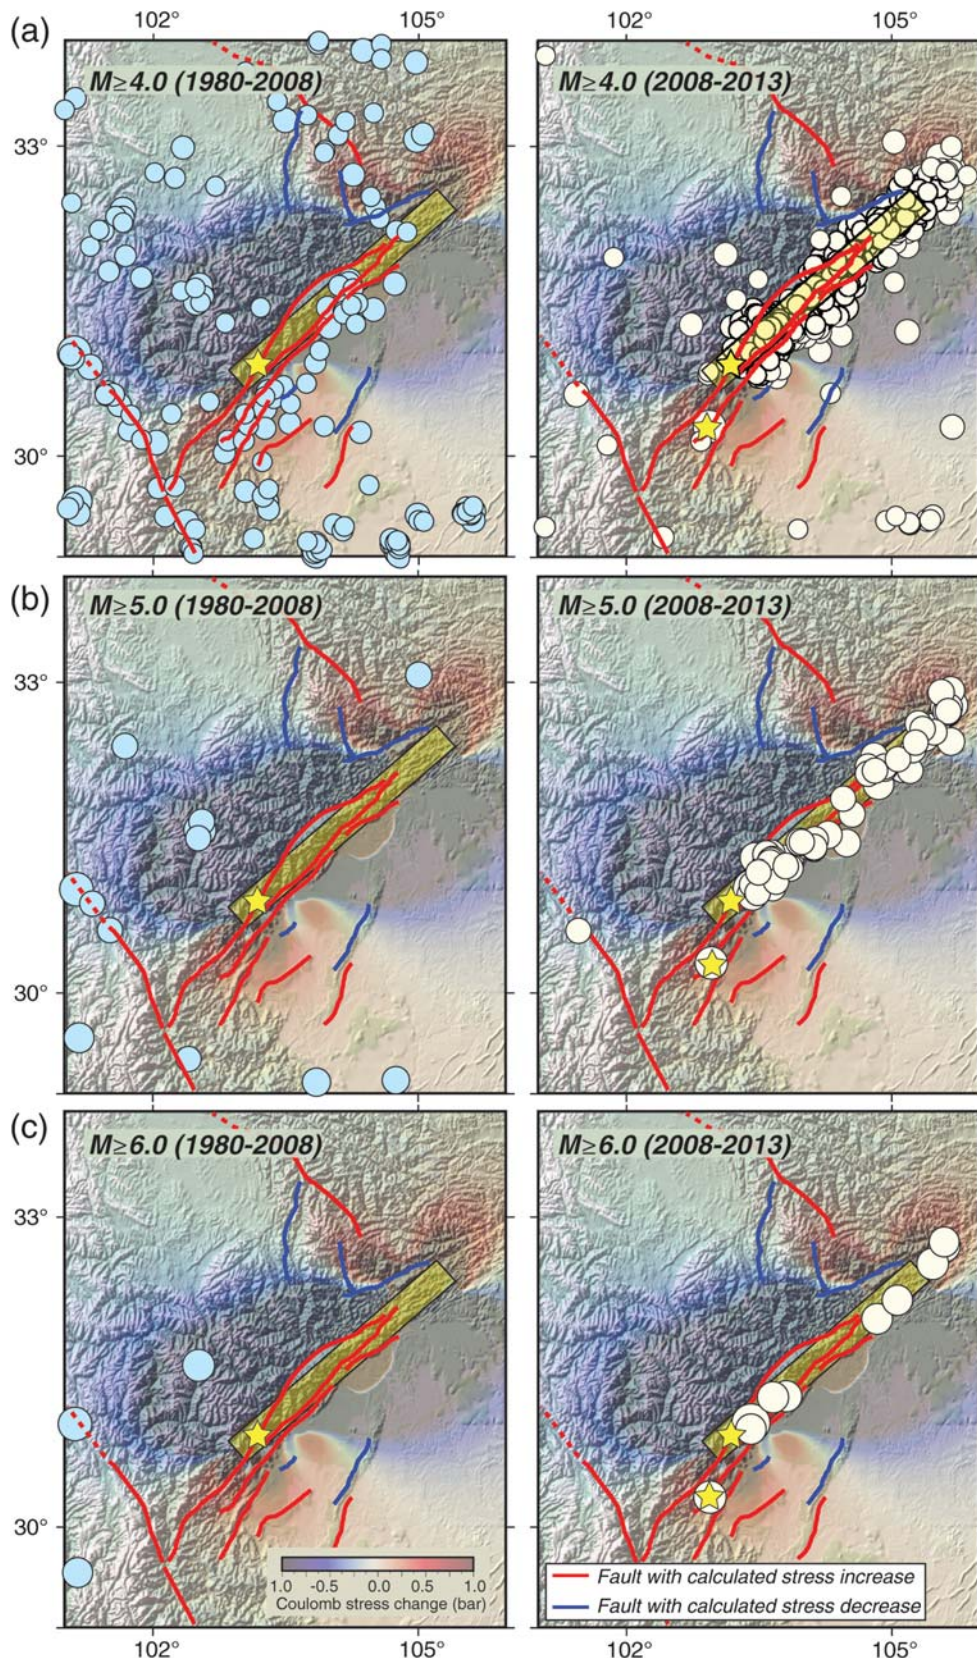 102° 105° 102° 105°
(a)
M≥4.0 (1980-2008) M≥4.0 (2008-2013)
33°
30°
(b)
M≥5.0 (1980-2008) M≥5.0 (2008-2013)
33°
30°
(c)
M≥6.0 (1980-2008) M≥6.0 (2008-2013)
33°
30°
1.0 -0.5 0.0 0.5 1.0
Coulomb stress change (bar)
Fault with calculated stress increase
Fault with calculated stress decrease
102° 105° 102° 105°